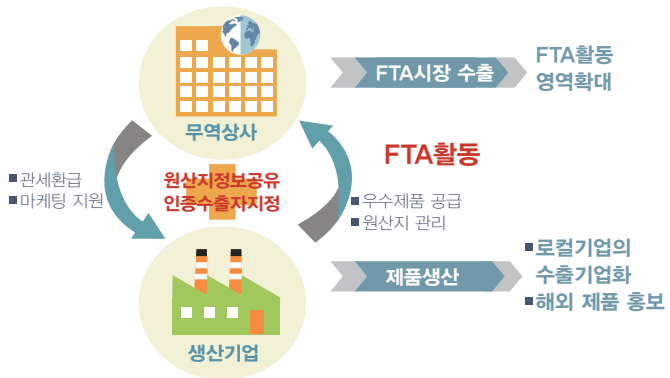 무역상사
FTA시장 수출
FTA활동
영역확대
FTA활동
■관세환급
■마케팅 지원
원산지정보공유
인증수출자지정
■우수제품 공급
■원산지 관리
생산기업
제품생산
■로컬기업의
수출기업화
■해외 제품 홍보